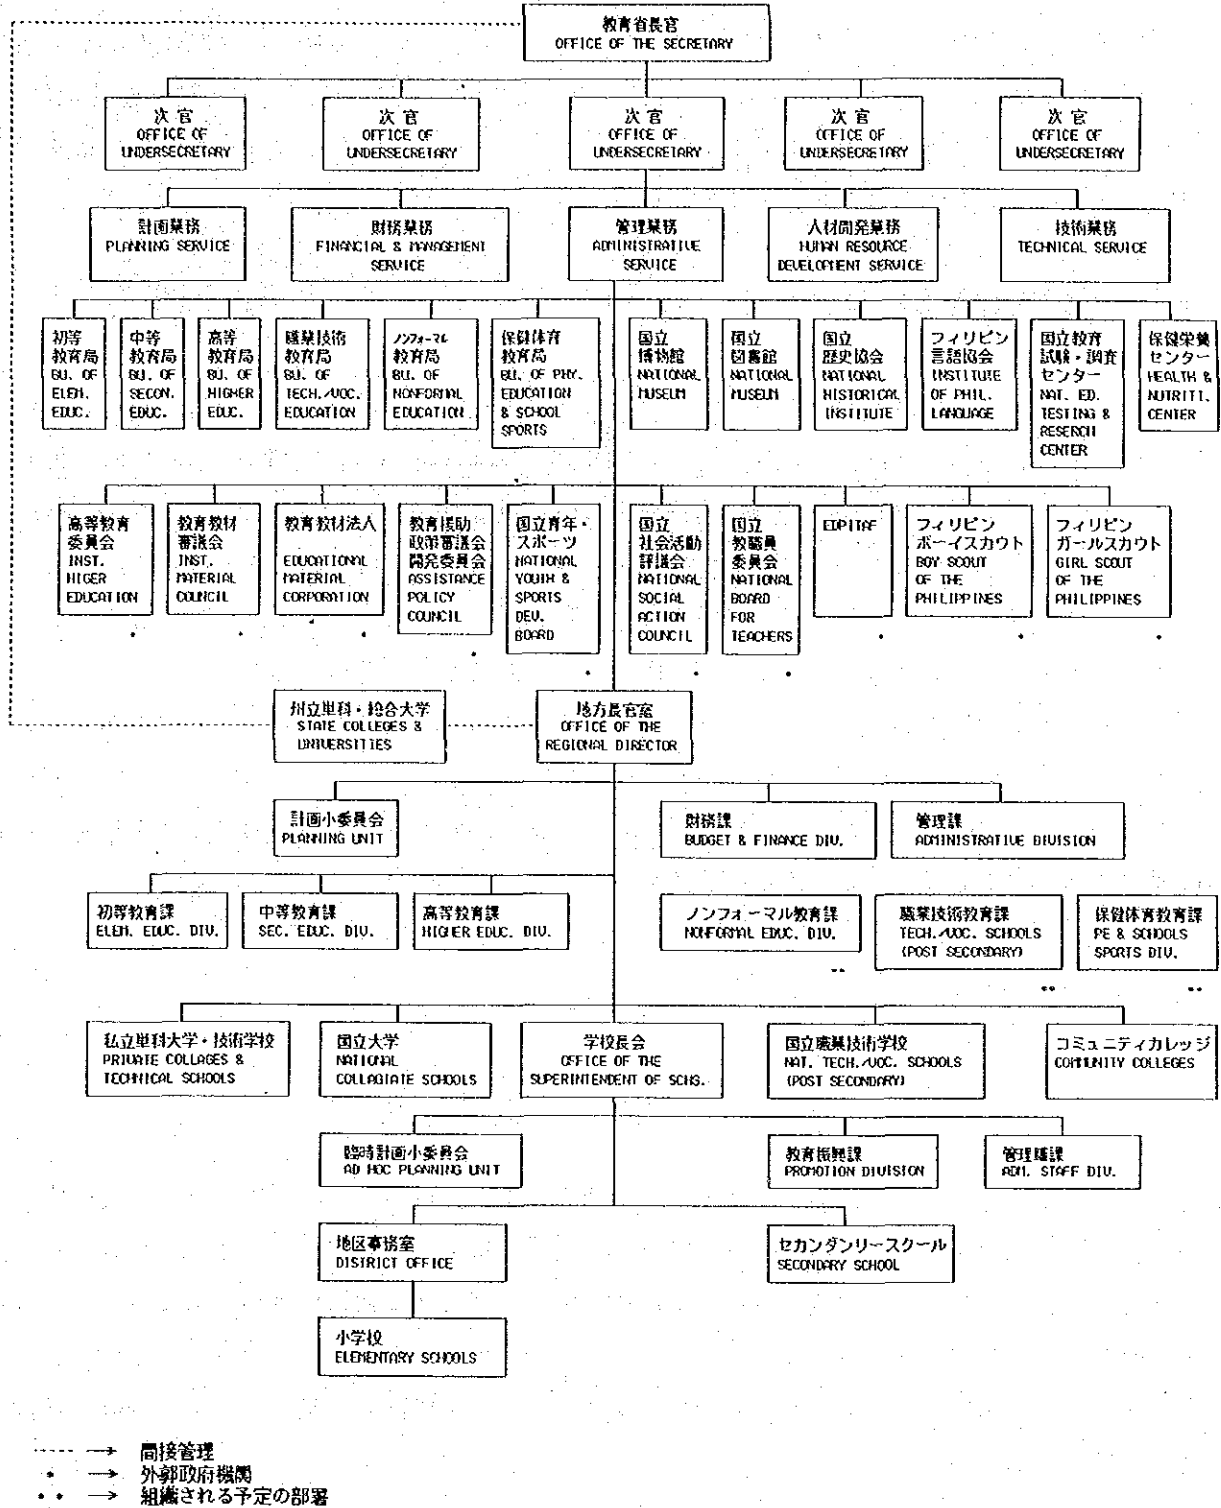 教育省長官
OFFICE OF THE SECRETARY
次官
OFFICE OF
UNDERSECRETARY
次官
OFFICE OF
UNDERSECRETARY
次官
OFFICE OF
UNDERSECRETARY
次官
OFFICE OF
UNDERSECRETARY
次官
OFFICE OF
UNDERSECRETARY
計画業務
PLANNING SERVICE
財務業務
FINANCIAL & MANAGEMENT
SERVICE
管理業務
ADMINISTRATIVE
SERVICE
人材開発業務
HUMAN RESOURCE
DEVELOPMENT SERVICE
技術業務
TECHNICAL SERVICE
初等
教育局
BU. OF
ELEM.
EDUC.
中等
教育局
BU. OF
SECON.
EDUC.
高等
教育局
BU. OF
HIGHER
EDUC.
職業技術
教育局
BU. OF
TECH./VOC.
EDUCATION
ノンフォーマル
教育局
BU. OF
NONFORMAL
EDUCATION
保健体育
教育局
BU. OF PHY.
EDUCATION
& SCHOOL
SPORTS
国立
博物館
NATIONAL
MUSEUM
国立
図書館
NATIONAL
MUSEUM
国立
歴史協会
NATIONAL
HISTORICAL
INSTITUTE
フィリピン
言語協会
INSTITUTE
OF PHIL.
LANGUAGE
国立教育
試験・調査
センター
NAT. ED.
TESTING &
RESERCH
CENTER
保健栄養
センター
HEALTH &
NUTRITI.
CENTER
高等教育
委員会
INST.
HIGER
EDUCATION
教育教材
審議会
INST.
MATERIAL
COUNCIL
教育教材法人
EDUCATIONAL
MATERIAL
CORPORATION
教育援助
政策審議会
開発委員会
ASSISTANCE
POLICY
COUNCIL
国立青年・
スポーツ
NATIONAL
YOUTH &
SPORTS
DEV.
BOARD
国立
社会活動
評議会
NATIONAL
SOCIAL
ACTION
COUNCIL
国立
教職員
委員会
NATIONAL
BOARD
FOR
TEACHERS
EDPITAF
フィリピン
ボーイスカウト
BOY SCOUT
OF THE
PHILIPPINES
フィリピン
ガールスカウト
GIRL SCOUT
OF THE
PHILIPPINES
州立単科・総合大学
STATE COLLEGES &
UNIVERSITIES
地方長官室
OFFICE OF THE
REGIONAL DIRECTOR
計画小委員会
PLANNING UNIT
財務課
BUDGET & FINANCE DIV.
管理課
ADMINISTRATIVE DIVISION
初等教育課
ELEM. EDUC. DIV.
中等教育課
SEC. EDUC. DIV.
高等教育課
HIGHER EDUC. DIV.
ノンフォーマル教育課
NONFORMAL EDUC. DIV.
職業技術教育課
TECH./VOC. SCHOOLS
(POST SECONDARY)
保健体育教育課
PE & SCHOOLS
SPORTS DIV.
私立単科大学・技術学校
PRIVATE COLLAGES &
TECHNICAL SCHOOLS
国立大学
NATIONAL
COLLAGIATE SCHOOLS
学校長会
OFFICE OF THE
SUPERINTENDENT OF SCHS.
国立職業技術学校
NAT. TECH./VOC. SCHOOLS
(POST SECONDARY)
コミュニティカレッジ
COMMUNITY COLLEGES
臨時計画小委員会
AD HOC PLANNING UNIT
教育振興課
PROMOTION DIVISION
管理職課
ADM. STAFF DIV.
地区事務室
DISTRICT OFFICE
セカンダンリースクール
SECONDARY SCHOOL
小学校
ELEMENTARY SCHOOLS
-----→ 間接管理
• → 外郭政府機関
•• → 組織される予定の部署